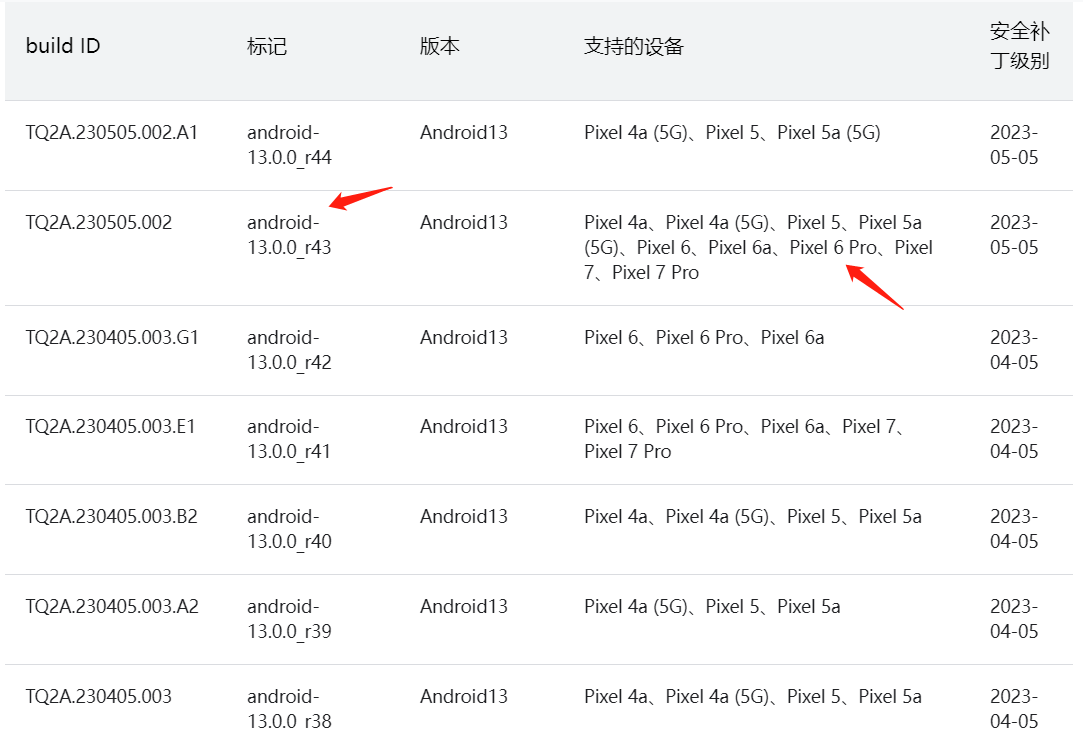 build ID 标记 版本 支持的设备 安全补
丁级别
TQ2A.230505.002.A1 android- Android13 Pixel 4a (5G)、Pixel 5、Pixel 5a (5G) 2023-
13.0.0_r44 05-05
TQ2A.230505.002 android- Android13 Pixel 4a、Pixel 4a (5G)、Pixel 5、Pixel 5a 2023-
13.0.0_r43 (5G)、Pixel 6、Pixel 6a、Pixel 6 Pro、Pixel 05-05
7、Pixel 7 Pro
TQ2A.230405.003.G1 android- Android13 Pixel 6、Pixel 6 Pro、Pixel 6a 2023-
13.0.0_r42 04-05
TQ2A.230405.003.E1 android- Android13 Pixel 6、Pixel 6 Pro、Pixel 6a、Pixel 7、 2023-
13.0.0_r41 Pixel 7 Pro 04-05
TQ2A.230405.003.B2 android- Android13 Pixel 4a、Pixel 4a (5G)、Pixel 5、Pixel 5a 2023-
13.0.0_r40 04-05
TQ2A.230405.003.A2 android- Android13 Pixel 4a (5G)、Pixel 5、Pixel 5a 2023-
13.0.0_r39 04-05
TQ2A.230405.003 android- Android13 Pixel 4a、Pixel 4a (5G)、Pixel 5、Pixel 5a 2023-
13.0.0_r38 04-05